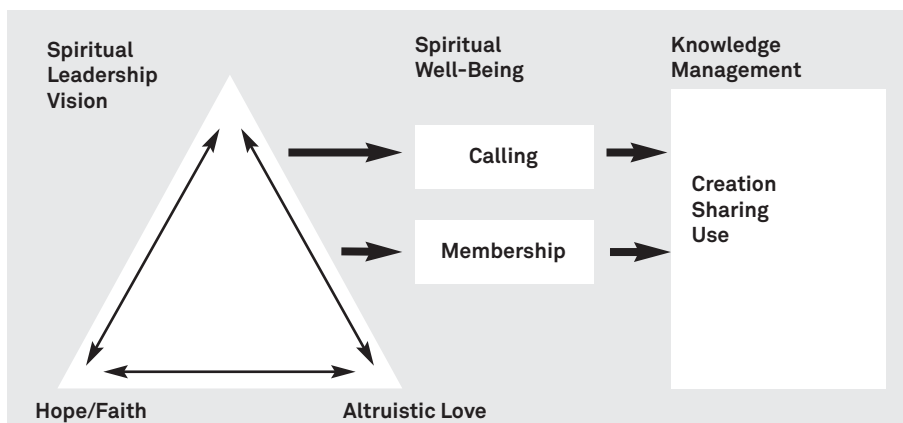 Spiritual
Leadership
Vision
Spiritual
Well-Being
Knowledge
Management
Calling
Membership
Creation
Sharing
Use
Hope/Faith
Altruistic Love